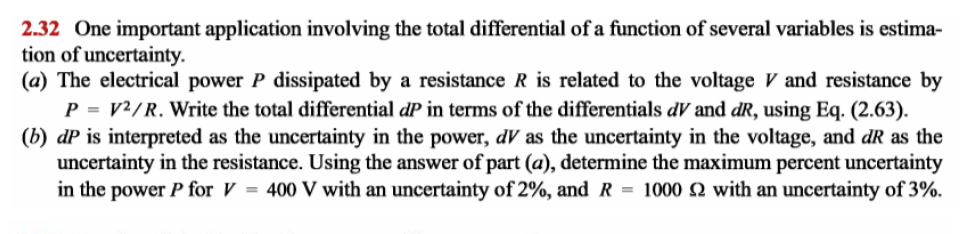 2.32 One important application involving the total differential of a function of several variables is estima-
tion of uncertainty.
(a) The electrical power P dissipated by a resistance R is related to the voltage V and resistance by
P = V²/R. Write the total differential dP in terms of the differentials dV and dR, using Eq. (2.63).
(b) dP is interpreted as the uncertainty in the power, dV as the uncertainty in the voltage, and dR as the
uncertainty in the resistance. Using the answer of part (a), determine the maximum percent uncertainty
in the power P for V = 400 V with an uncertainty of 2%, and R = 1000 Ω with an uncertainty of 3%.